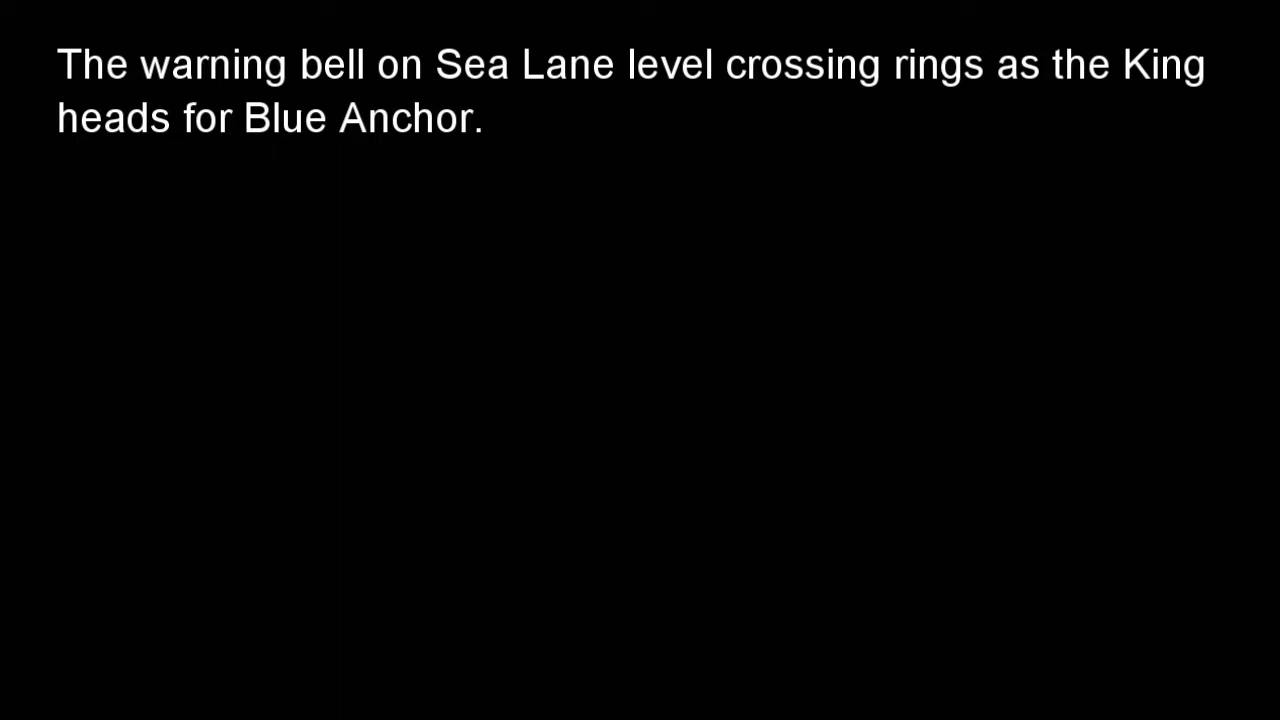 The warning bell on Sea Lane level crossing rings as the King
heads for Blue Anchor.